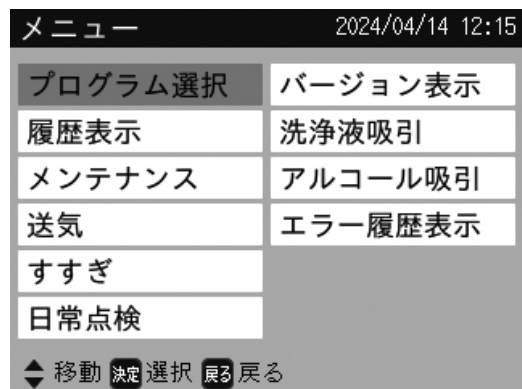 メニュー 2024/04/14 12:15
プログラム選択
履歴表示
メンテナンス
送気
すすぎ
日常点検
バージョン表示
洗浄液吸引
アルコール吸引
エラー履歴表示
移動 決定 選択 戻る 戻る